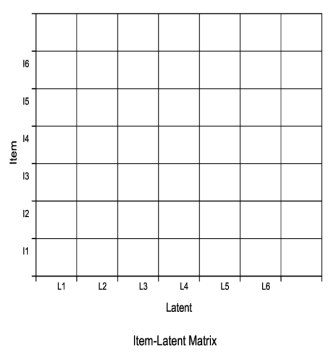 I6
I5
I4
I3
I2
I1
Item
L1 L2 L3 L4 L5 L6
Latent
Item-Latent Matrix